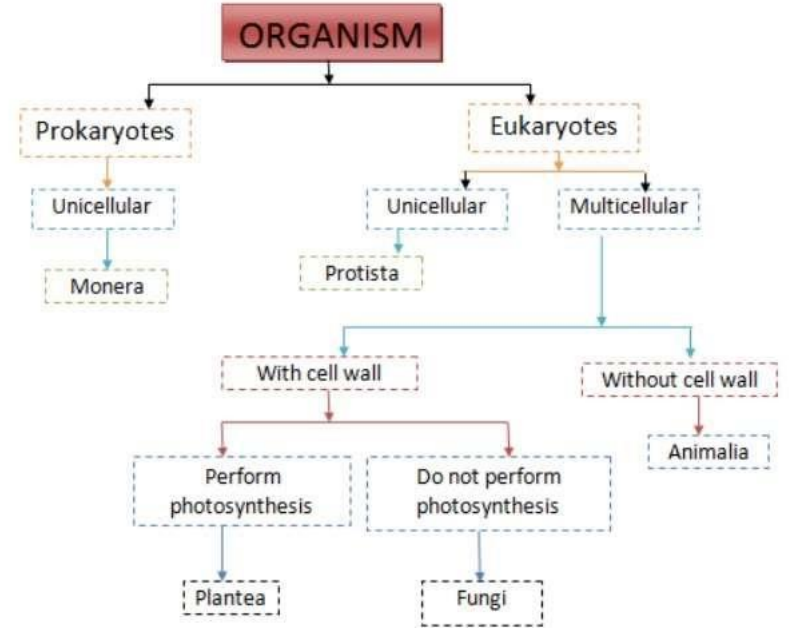 ORGANISM
Prokaryotes
Eukaryotes
Unicellular
Unicellular
Multicellular
Monera
Protista
With cell wall
Without cell wall
Animalia
Perform
photosynthesis
Do not perform
photosynthesis
Plantea
Fungi